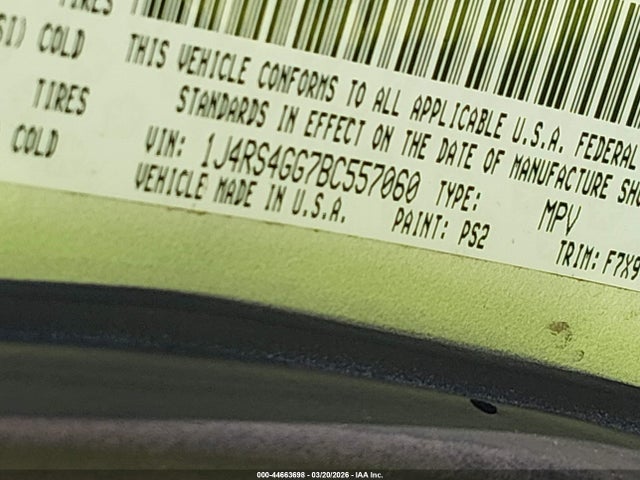 TIRES
SI) COLD
THIS VEHICLE CONFORMS TO ALL APPLICABLE U.S.A. FEDERAL
TIRES
STANDARDS IN EFFECT ON THE DATE OF MANUFACTURE
COLD
VIN: 1J4RS4GG7BC557060 TYPE: MPV
VEHICLE MADE IN U.S.A. PAINT: PS2 TRIM: F7X9
000-44663698 - 03/20/2026 - IAA Inc.